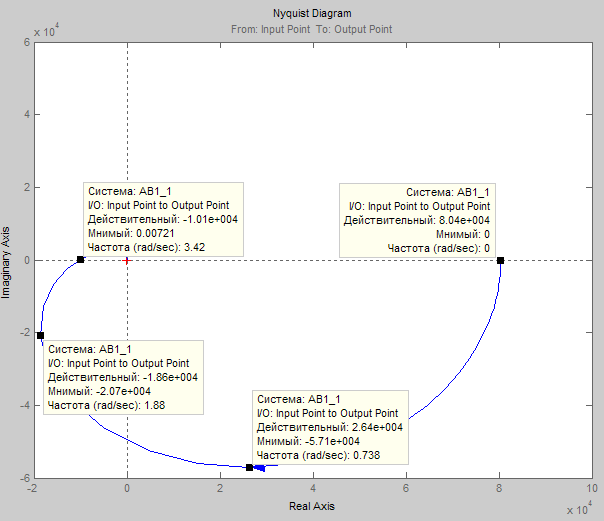 Nyquist Diagram
From: Input Point To: Output Point
x 10^4
6
4
2
0
-2
-4
-6
Imaginary Axis
Система: AB1_1
I/O: Input Point to Output Point
Действительный: -1.01e+004
Мнимый: 0.00721
Частота (rad/sec): 3.42
Система: AB1_1
I/O: Input Point to Output Point
Действительный: 8.04e+004
Мнимый: 0
Частота (rad/sec): 0
Система: AB1_1
I/O: Input Point to Output Point
Действительный: -1.86e+004
Мнимый: -2.07e+004
Частота (rad/sec): 1.88
Система: AB1_1
I/O: Input Point to Output Point
Действительный: 2.64e+004
Мнимый: -5.71e+004
Частота (rad/sec): 0.738
-2 0 2 4 6 8 10
Real Axis
x 10^4